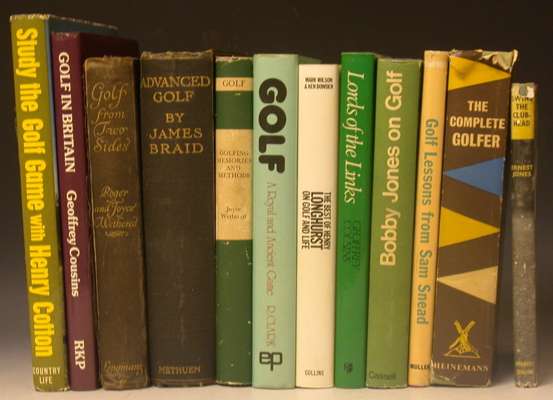 Study the Golf Game with Henry Cotton
COUNTRY
LIFE
GOLF IN BRITAIN
Geoffrey Cousins
RKP
Golf
from
Two
Sides
Roger
and Joyce
Wethered
Longmans
ADVANCED
GOLF
BY
JAMES
BRAID
METHUEN
GOLF
GOLFING
MEMORIES
AND
METHODS
Joyce
Wethered
GOLF
A Royal and Ancient Game
R. CLARK
EP
MARK WILSON
& KEN BOWDEN
THE BEST OF HENRY
LONGHURST
ON GOLF AND LIFE
COLLINS
Lords of the Links
GEOFFREY
COUSINS
Bobby Jones on Golf
Cassell
Golf Lessons from Sam Snead
MULLER
THE
COMPLETE
GOLFER
HEINEMANN
SWING
THE
CLUB-
HEAD
ERNEST
JONES